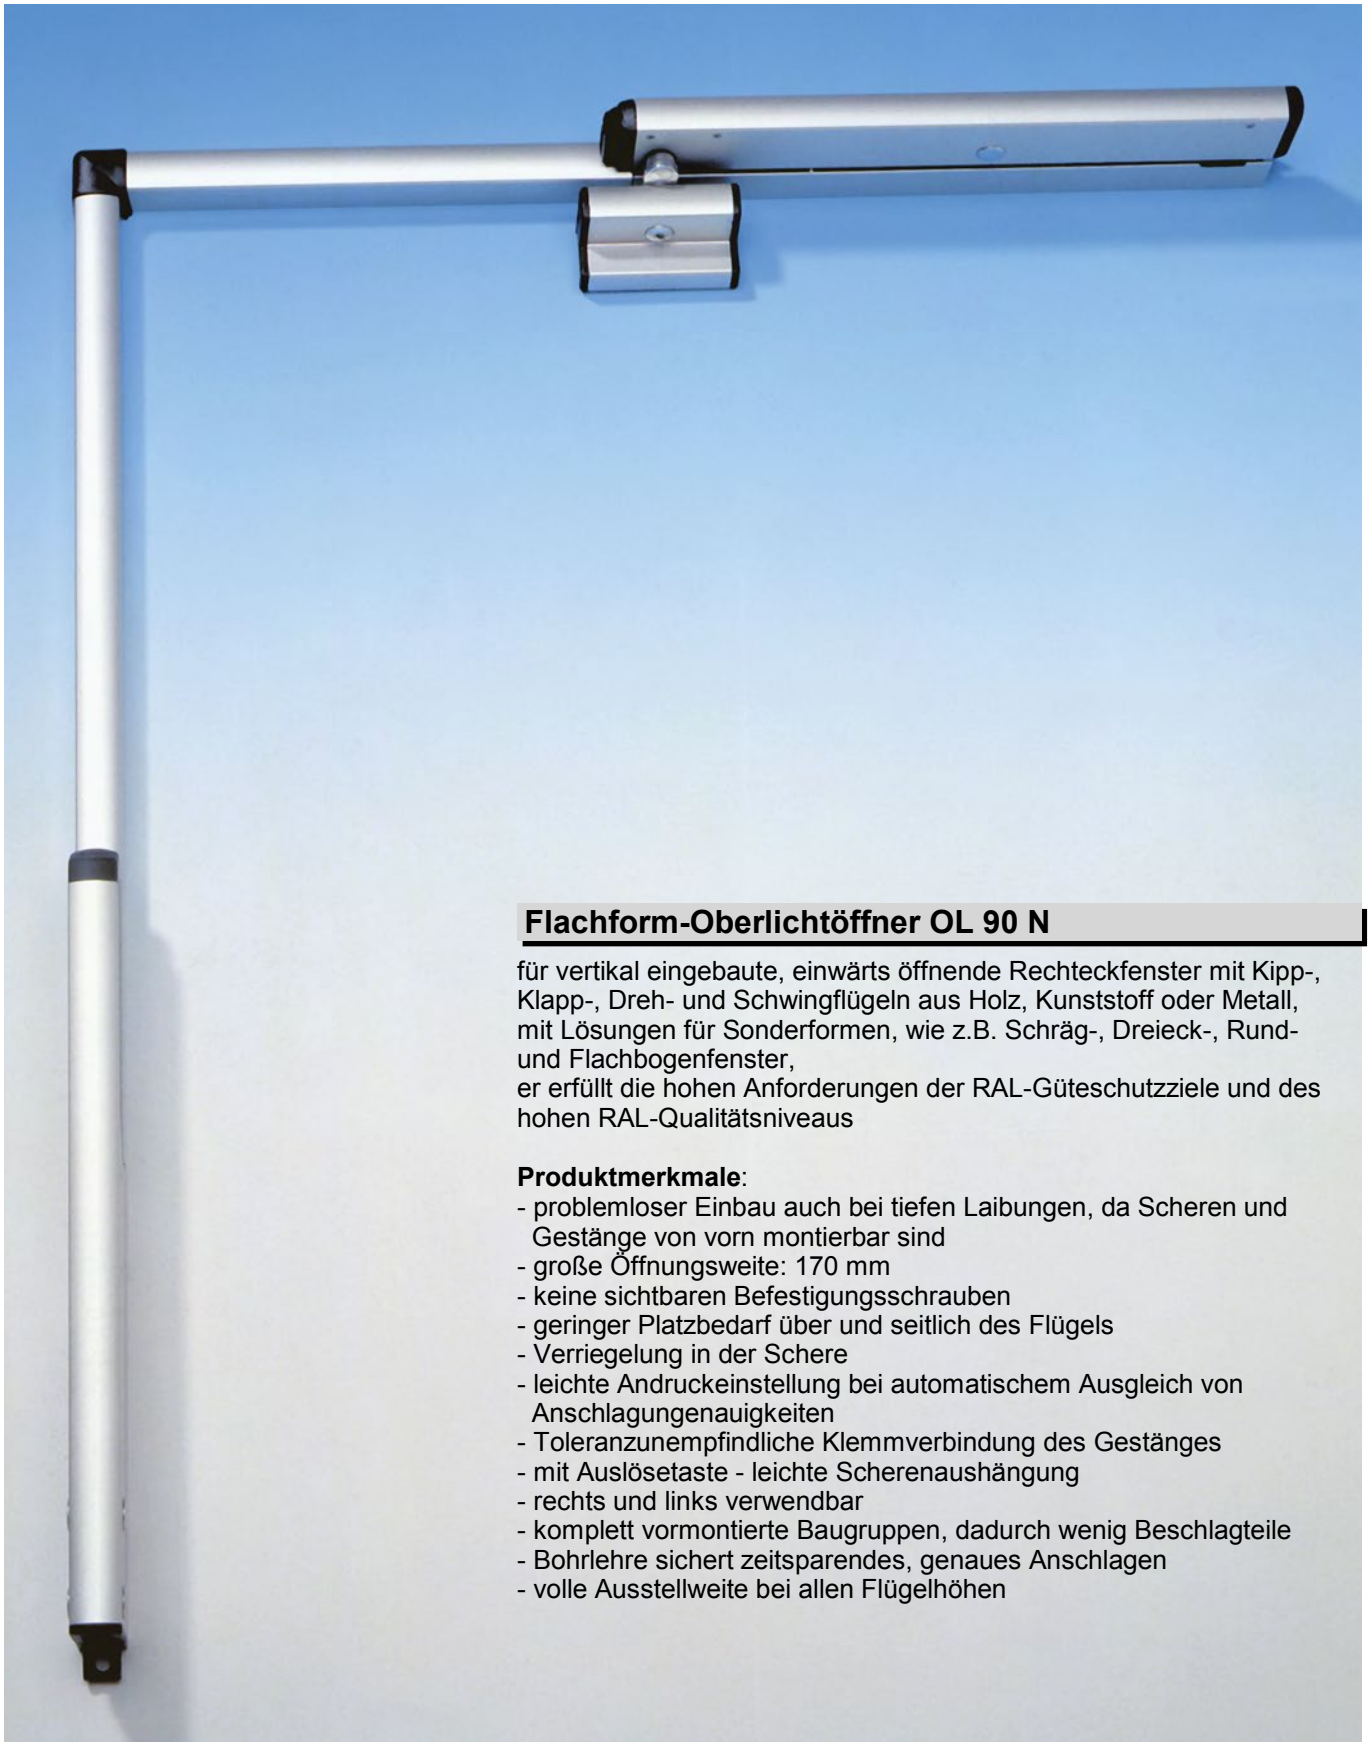 Flachform-Oberlichtöffner OL 90 N
für vertikal eingebaute, einwärts öffnende Rechteckfenster mit Kipp-,
Klapp-, Dreh- und Schwingflügeln aus Holz, Kunststoff oder Metall,
mit Lösungen für Sonderformen, wie z.B. Schräg-, Dreieck-, Rund-
und Flachbogenfenster,
er erfüllt die hohen Anforderungen der RAL-Güteschutzziele und des
hohen RAL-Qualitätsniveaus
Produktmerkmale:
- problemloser Einbau auch bei tiefen Laibungen, da Scheren und
Gestänge von vorn montierbar sind
- große Öffnungsweite: 170 mm
- keine sichtbaren Befestigungsschrauben
- geringer Platzbedarf über und seitlich des Flügels
- Verriegelung in der Schere
- leichte Andruckeinstellung bei automatischem Ausgleich von
Anschlagungenauigkeiten
- Toleranzunempfindliche Klemmverbindung des Gestänges
- mit Auslösetaste - leichte Scherenaushängung
- rechts und links verwendbar
- komplett vormontierte Baugruppen, dadurch wenig Beschlagteile
- Bohrlehre sichert zeitsparendes, genaues Anschlagen
- volle Ausstellweite bei allen Flügelhöhen